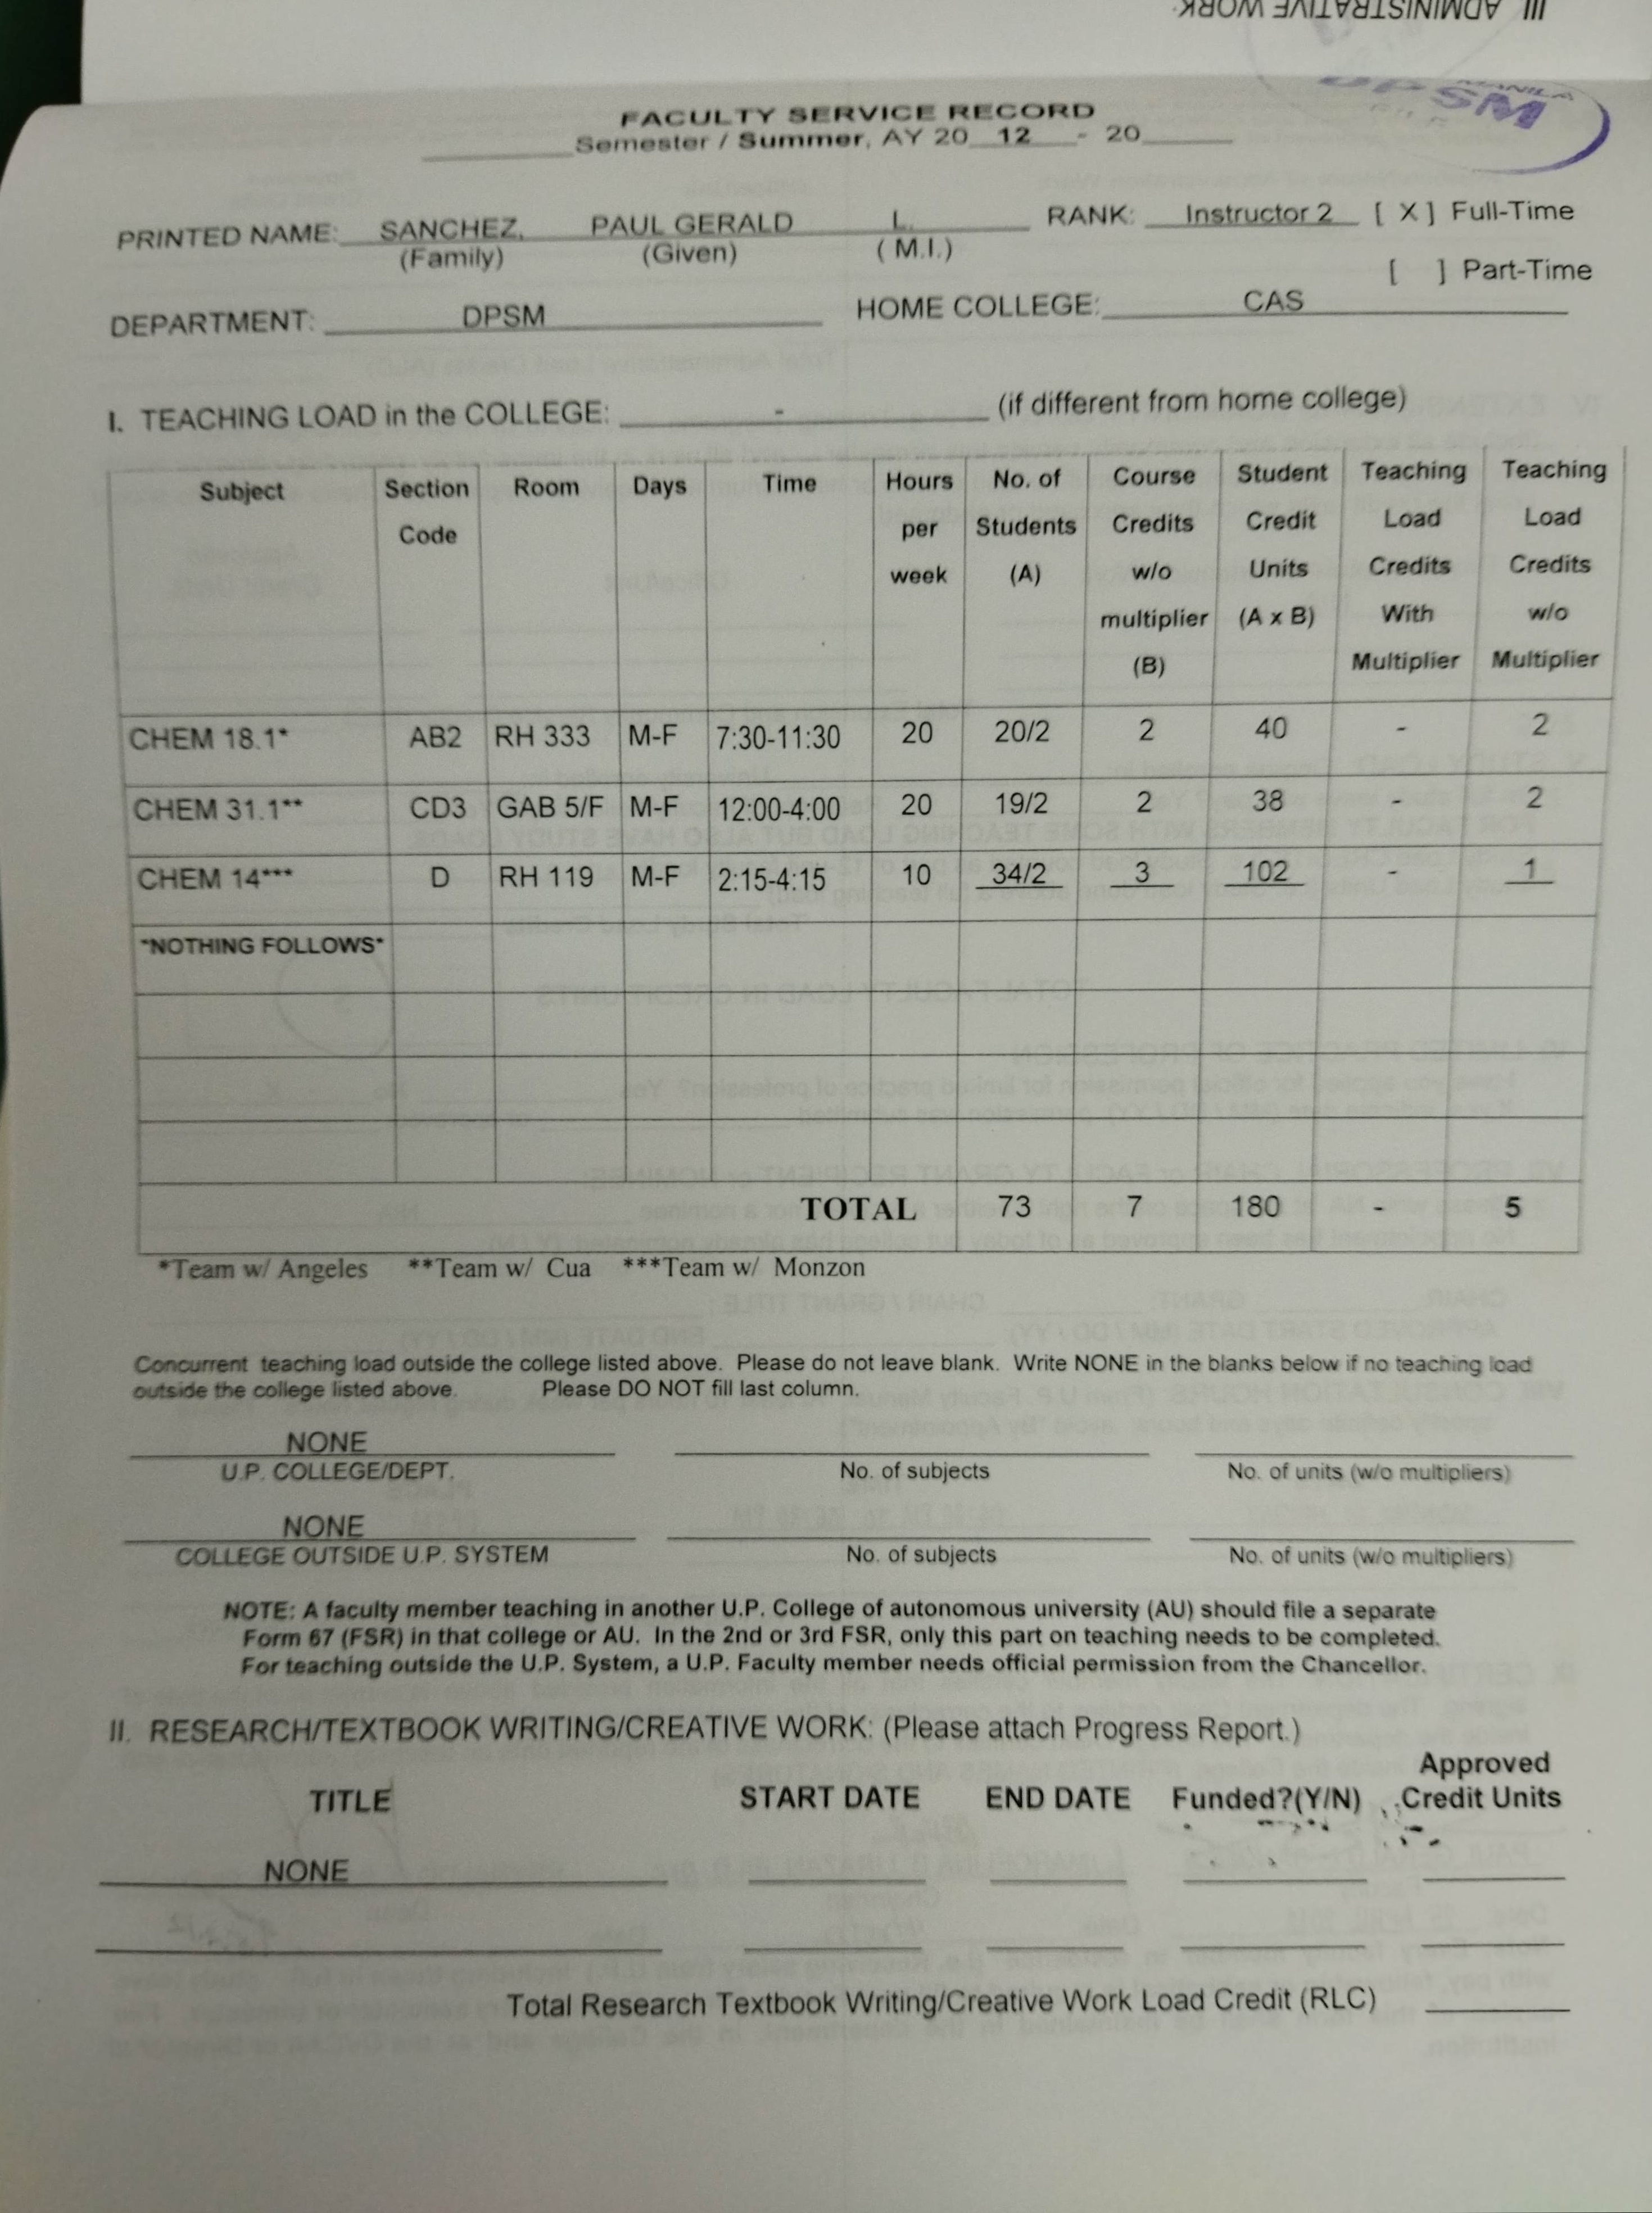 III ADMINISTRATIVE WORK:
MANILA
DPSM
FACULTY SERVICE RECORD
Semester / Summer, AY 20 12 - 20
PRINTED NAME: SANCHEZ, PAUL GERALD L. RANK: Instructor 2 [ X ] Full-Time
(Family) (Given) ( M.I.)
[ ] Part-Time
DEPARTMENT: DPSM HOME COLLEGE: CAS
I. TEACHING LOAD in the COLLEGE: - (if different from home college)
Subject Section Code Room Days Time Hours per week No. of Students (A) Course Credits w/o multiplier (B) Student Credit Units (A x B) Teaching Load Credits With Multiplier Teaching Load Credits w/o Multiplier
CHEM 18.1* AB2 RH 333 M-F 7:30-11:30 20 20/2 2 40 - 2
CHEM 31.1** CD3 GAB 5/F M-F 12:00-4:00 20 19/2 2 38 - 2
CHEM 14*** D RH 119 M-F 2:15-4:15 10 34/2 3 102 - 1
*NOTHING FOLLOWS*
TOTAL 73 7 180 - 5
*Team w/ Angeles **Team w/ Cua ***Team w/ Monzon
Concurrent teaching load outside the college listed above. Please do not leave blank. Write NONE in the blanks below if no teaching load
outside the college listed above. Please DO NOT fill last column.
NONE
U.P. COLLEGE/DEPT. No. of subjects No. of units (w/o multipliers)
NONE
COLLEGE OUTSIDE U.P. SYSTEM No. of subjects No. of units (w/o multipliers)
NOTE: A faculty member teaching in another U.P. College of autonomous university (AU) should file a separate
Form 67 (FSR) in that college or AU. In the 2nd or 3rd FSR, only this part on teaching needs to be completed.
For teaching outside the U.P. System, a U.P. Faculty member needs official permission from the Chancellor.
II. RESEARCH/TEXTBOOK WRITING/CREATIVE WORK: (Please attach Progress Report.)
TITLE START DATE END DATE Funded?(Y/N) Approved Credit Units
NONE
Total Research Textbook Writing/Creative Work Load Credit (RLC)